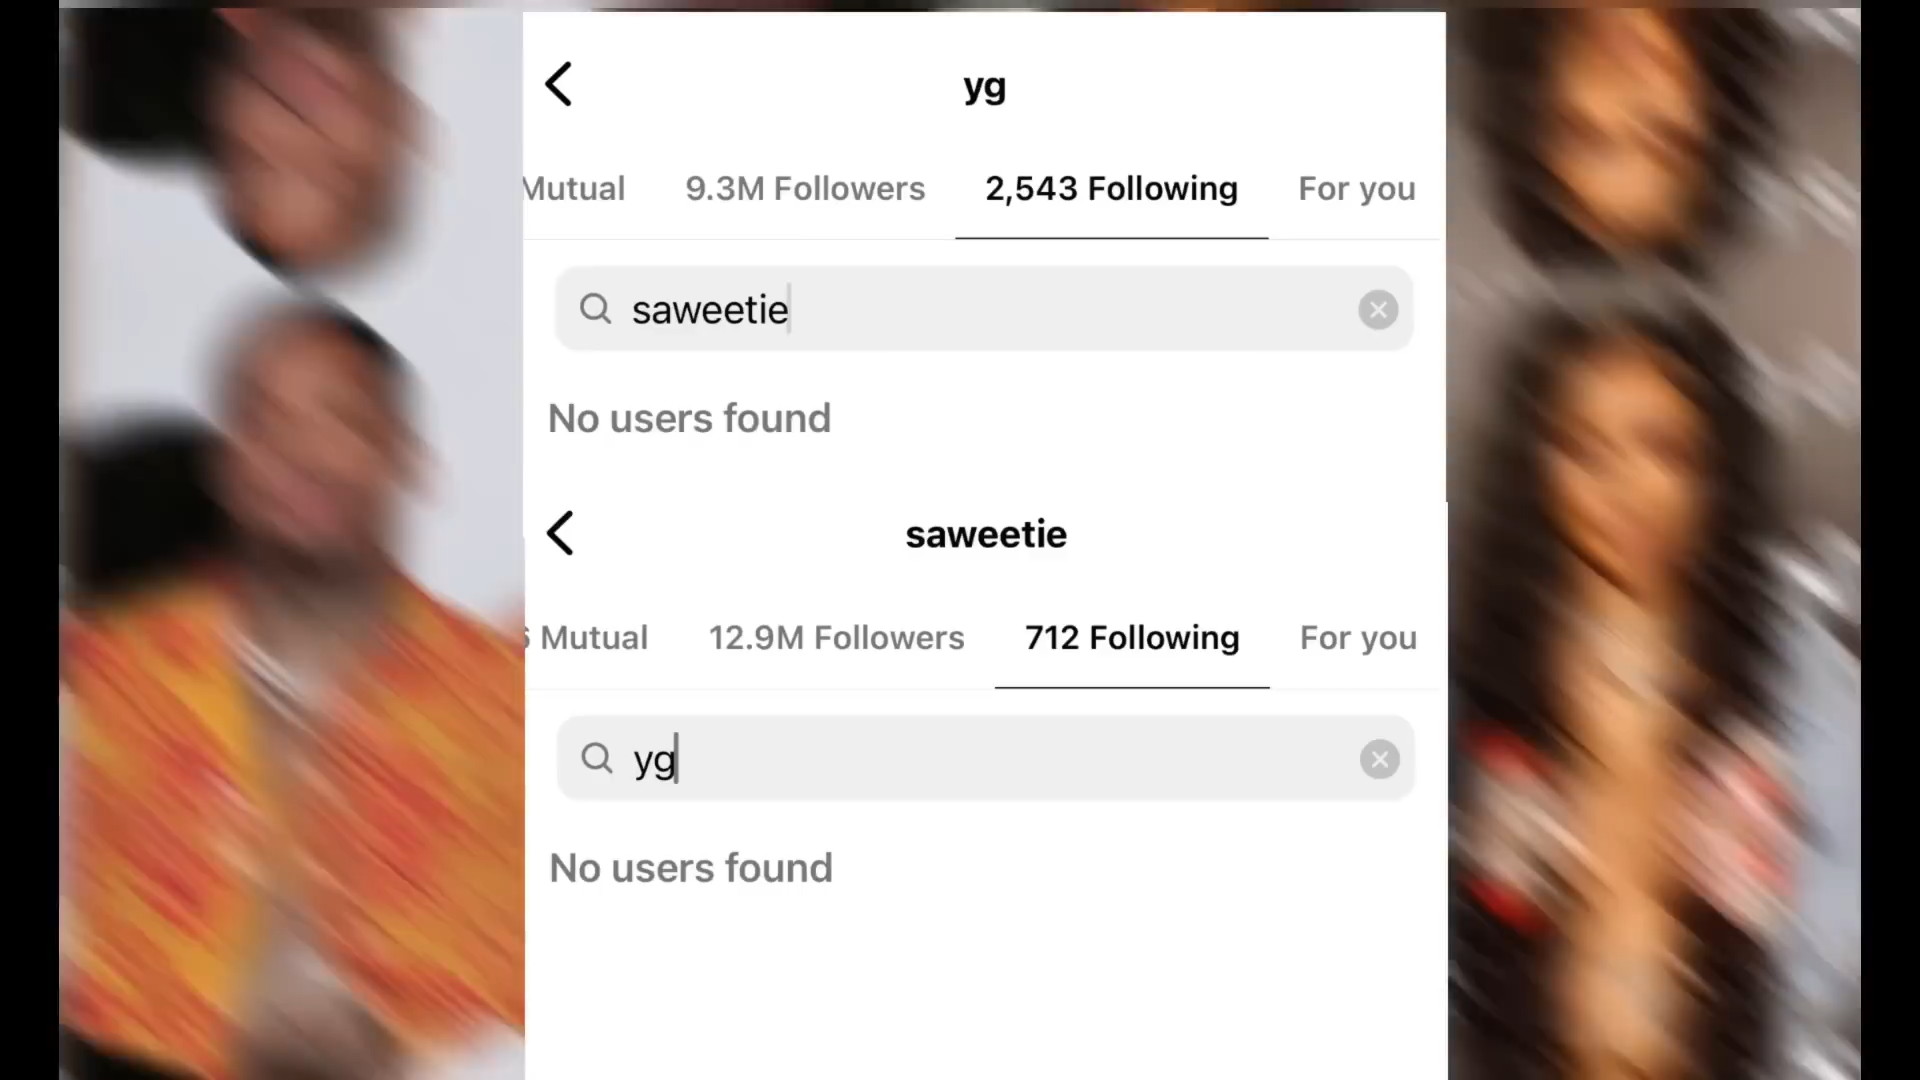 yg
Mutual 9.3M Followers 2,543 Following For you
saweetie
No users found
saweetie
6 Mutual 12.9M Followers 712 Following For you
yg
No users found